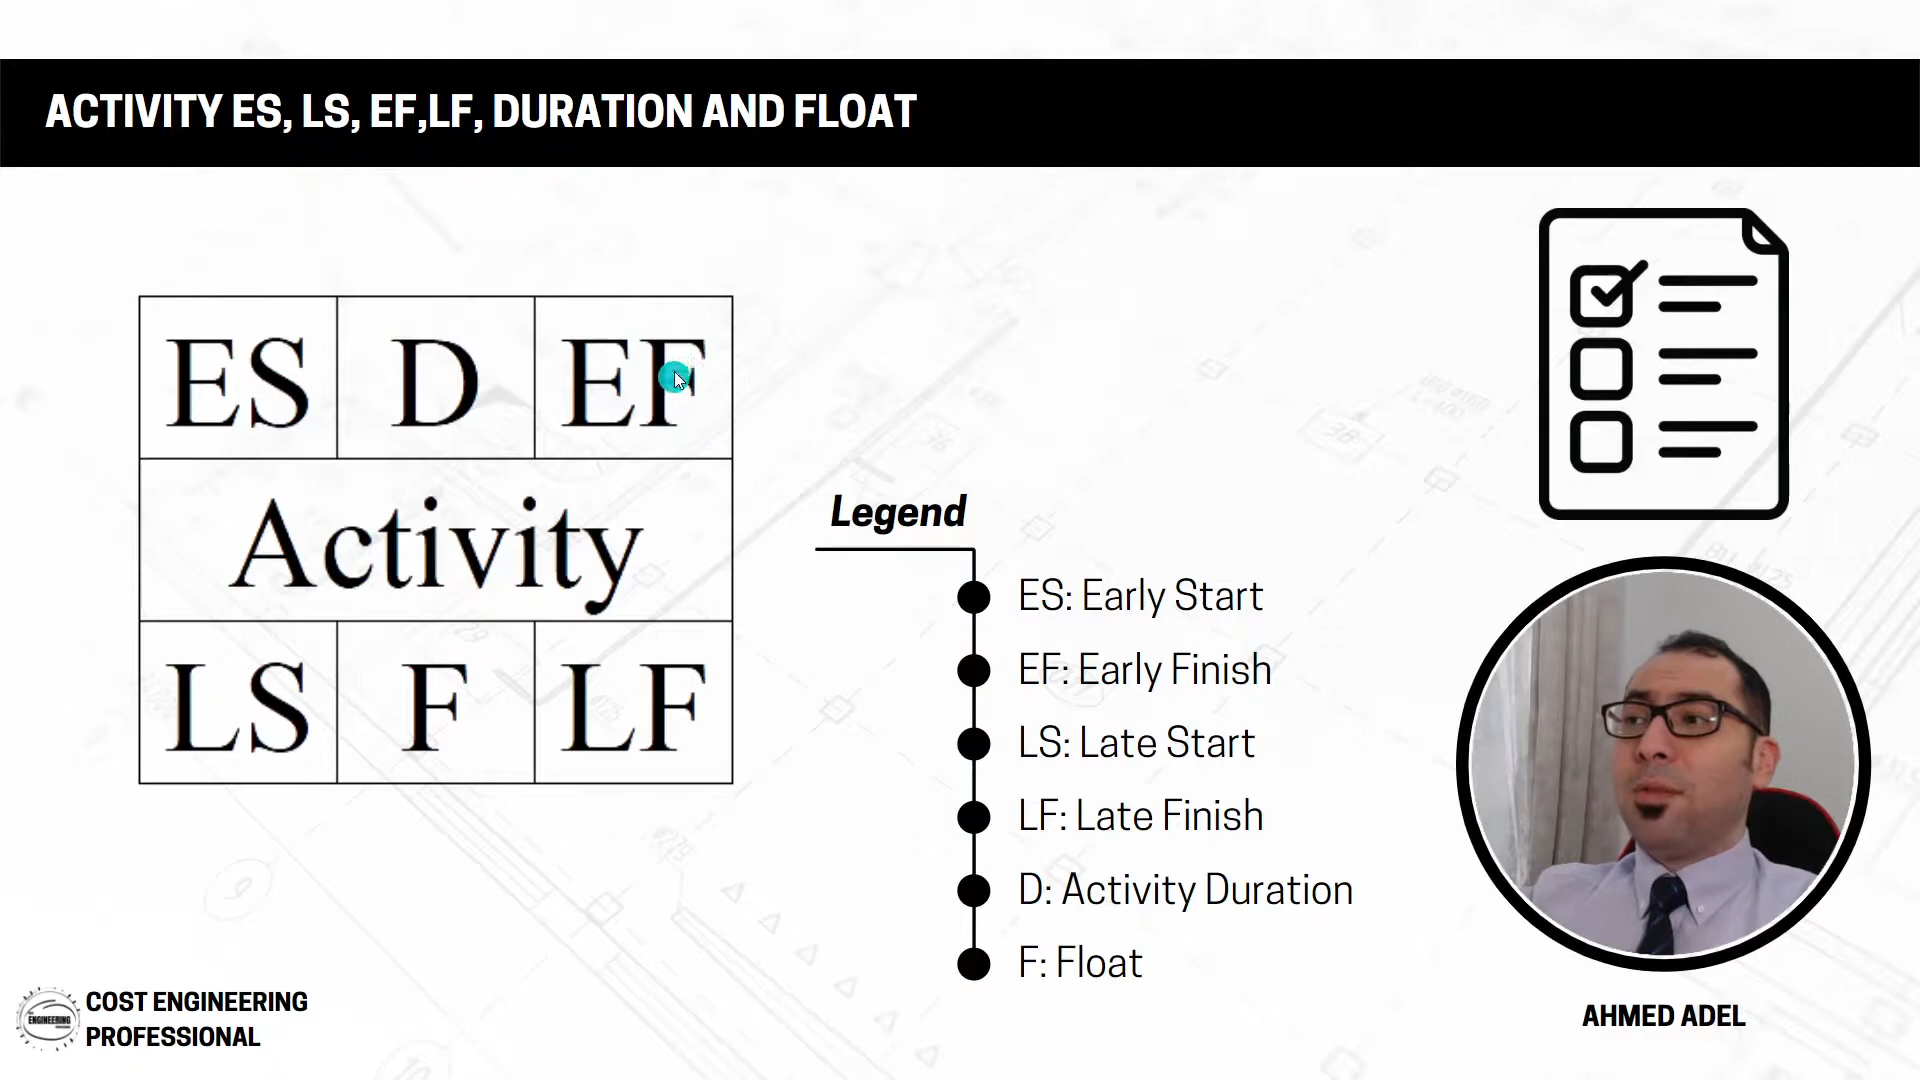 ACTIVITY ES, LS, EF,LF, DURATION AND FLOAT
ES D EF
Activity
LS F LF
Legend
ES: Early Start
EF: Early Finish
LS: Late Start
LF: Late Finish
D: Activity Duration
F: Float
ENGINEERING
COST ENGINEERING
PROFESSIONAL
AHMED ADEL